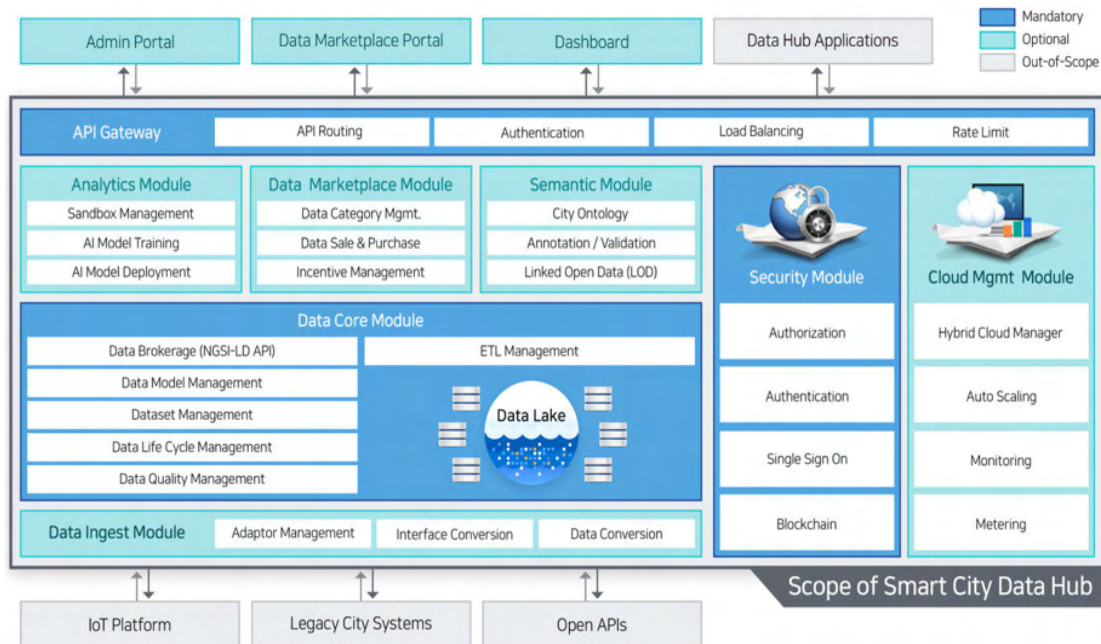 Mandatory
Optional
Out-of-Scope
Admin Portal
Data Marketplace Portal
Dashboard
Data Hub Applications
API Gateway
API Routing
Authentication
Load Balancing
Rate Limit
Analytics Module
Sandbox Management
AI Model Training
AI Model Deployment
Data Marketplace Module
Data Category Mgmt.
Data Sale & Purchase
Incentive Management
Semantic Module
City Ontology
Annotation / Validation
Linked Open Data (LOD)
Security Module
Authorization
Authentication
Single Sign On
Blockchain
Cloud Mgmt Module
Hybrid Cloud Manager
Auto Scaling
Monitoring
Metering
Data Core Module
Data Brokerage (NGSI-LD API)
Data Model Management
Dataset Management
Data Life Cycle Management
Data Quality Management
ETL Management
Data Lake
Data Ingest Module
Adaptor Management
Interface Conversion
Data Conversion
Scope of Smart City Data Hub
IoT Platform
Legacy City Systems
Open APIs